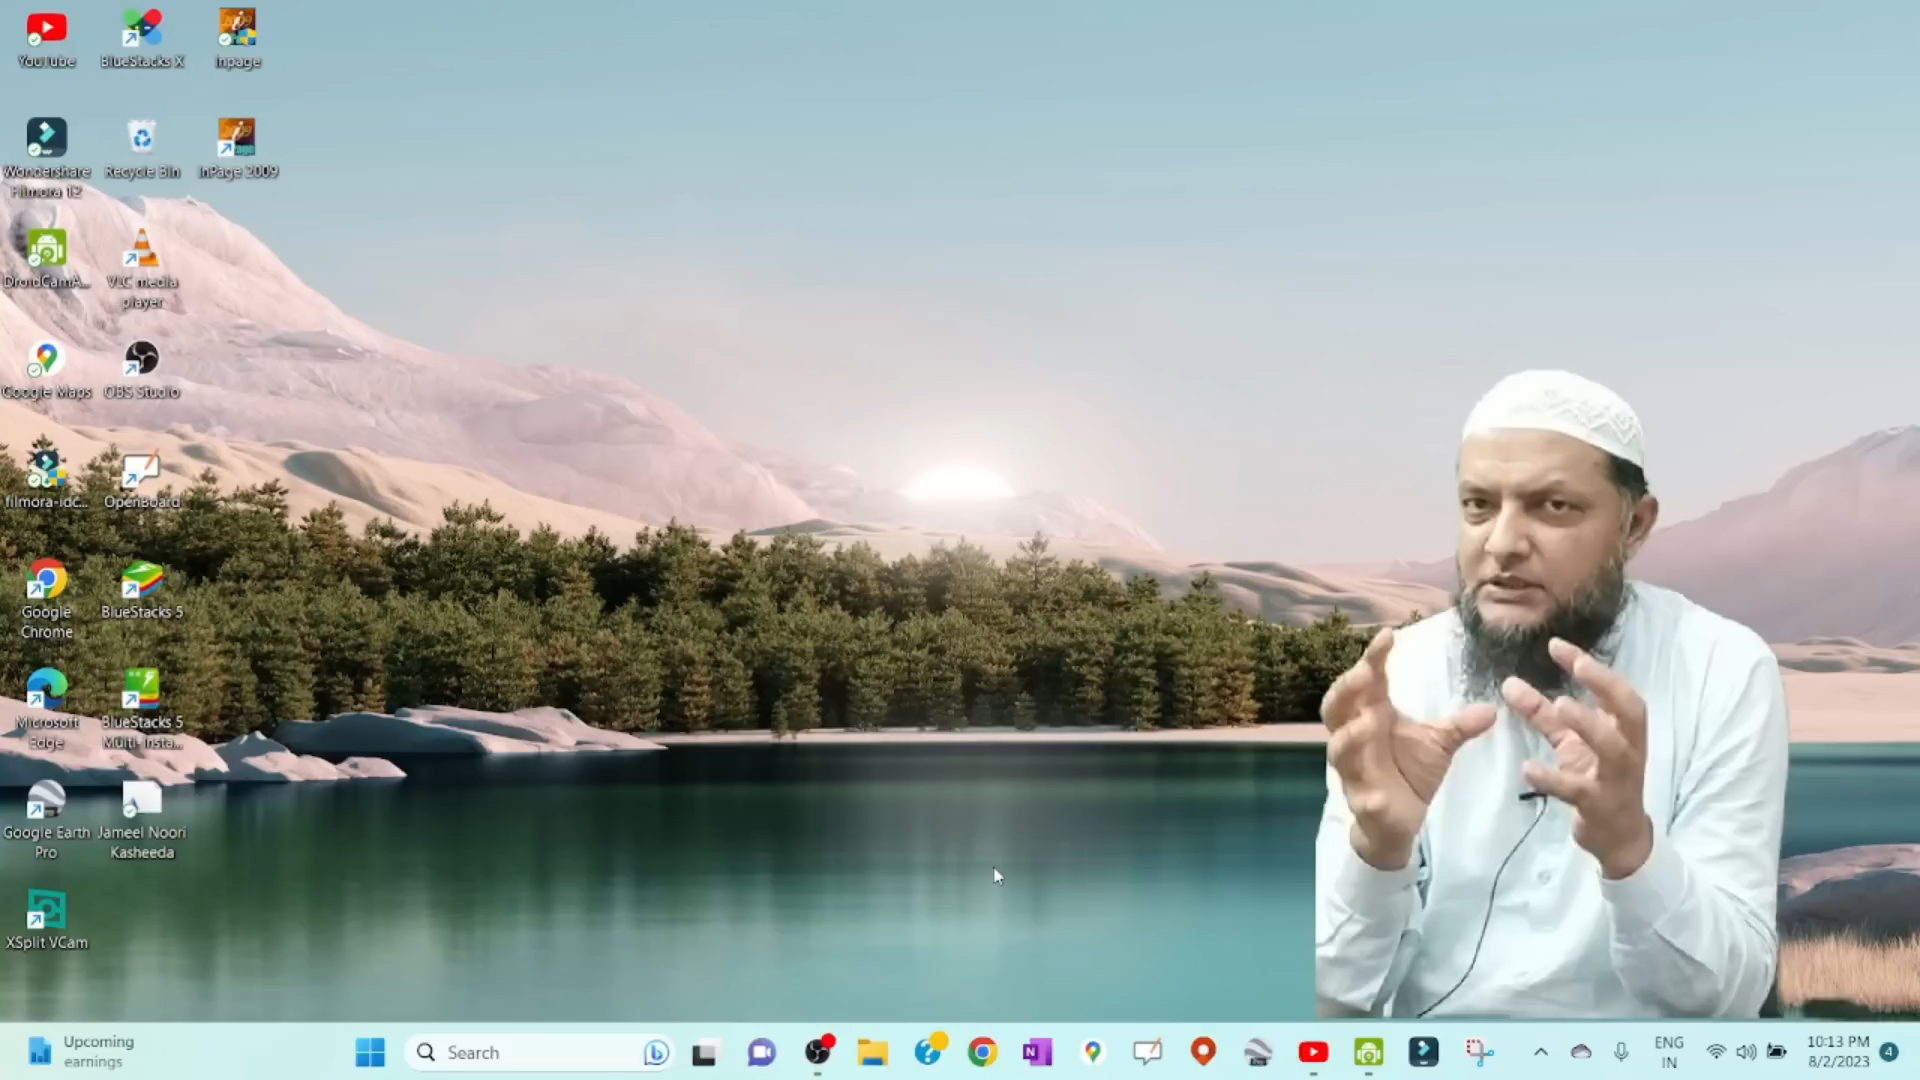 YouTube
BlueStacks X
Inpage
Wondershare
Filmora 12
Recycle Bin
InPage 2009
DroidCamA...
VLC media
player
Google Maps
OBS Studio
filmora-idc...
OpenBoard
Google
Chrome
BlueStacks 5
Microsoft
Edge
BlueStacks 5
Multi- Insta...
Google Earth
Pro
Jameel Noori
Kasheeda
XSplit VCam
Upcoming
earnings
Search
ENG
IN
10:13 PM
8/2/2023
4